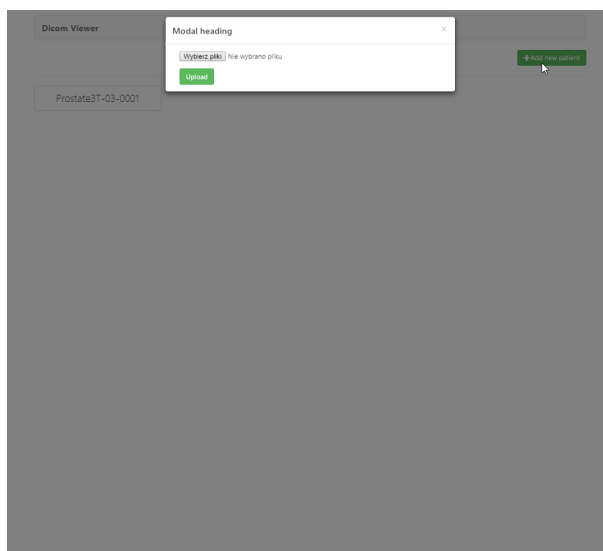 Dicom Viewer
Modal heading
×
Wybierz pliki Nie wybrano pliku
Upload
+Add new patient
Prostate3T-03-0001